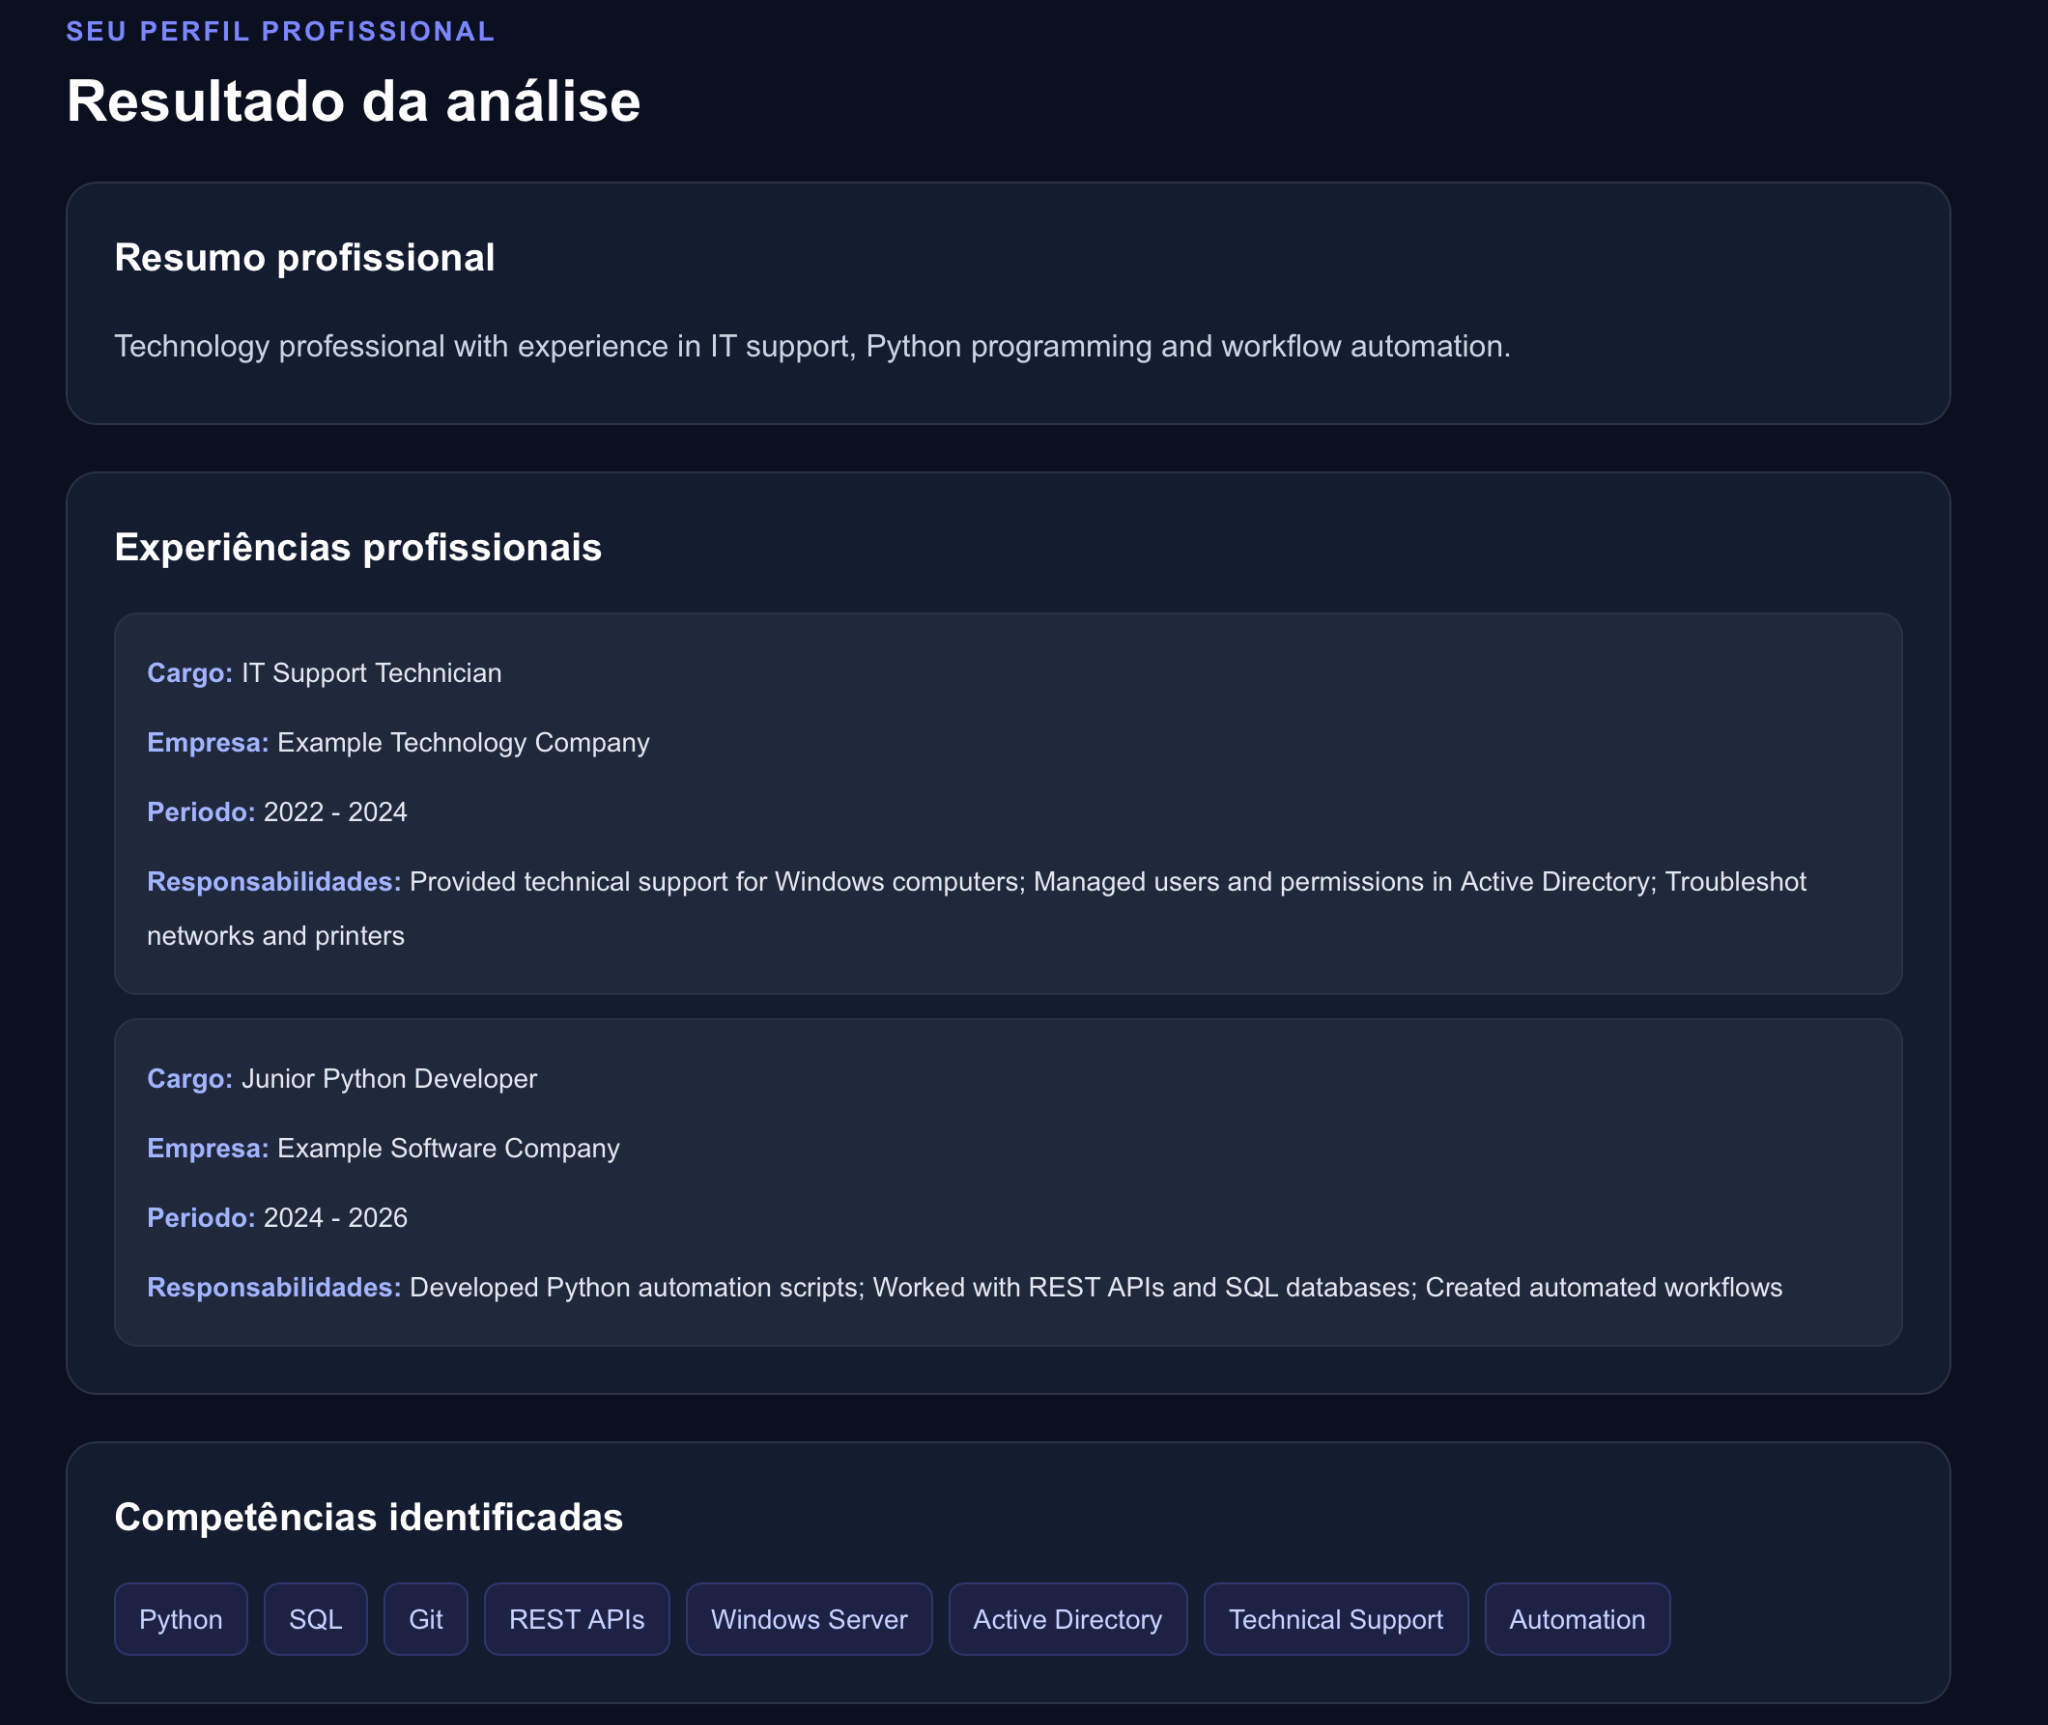 SEU PERFIL PROFISSIONAL
Resultado da análise
Resumo profissional
Technology professional with experience in IT support, Python programming and workflow automation.
Experiências profissionais
Cargo: IT Support Technician
Empresa: Example Technology Company
Periodo: 2022 - 2024
Responsabilidades: Provided technical support for Windows computers; Managed users and permissions in Active Directory; Troubleshot
networks and printers
Cargo: Junior Python Developer
Empresa: Example Software Company
Periodo: 2024 - 2026
Responsabilidades: Developed Python automation scripts; Worked with REST APIs and SQL databases; Created automated workflows
Competências identificadas
Python SQL Git REST APIs Windows Server Active Directory Technical Support Automation